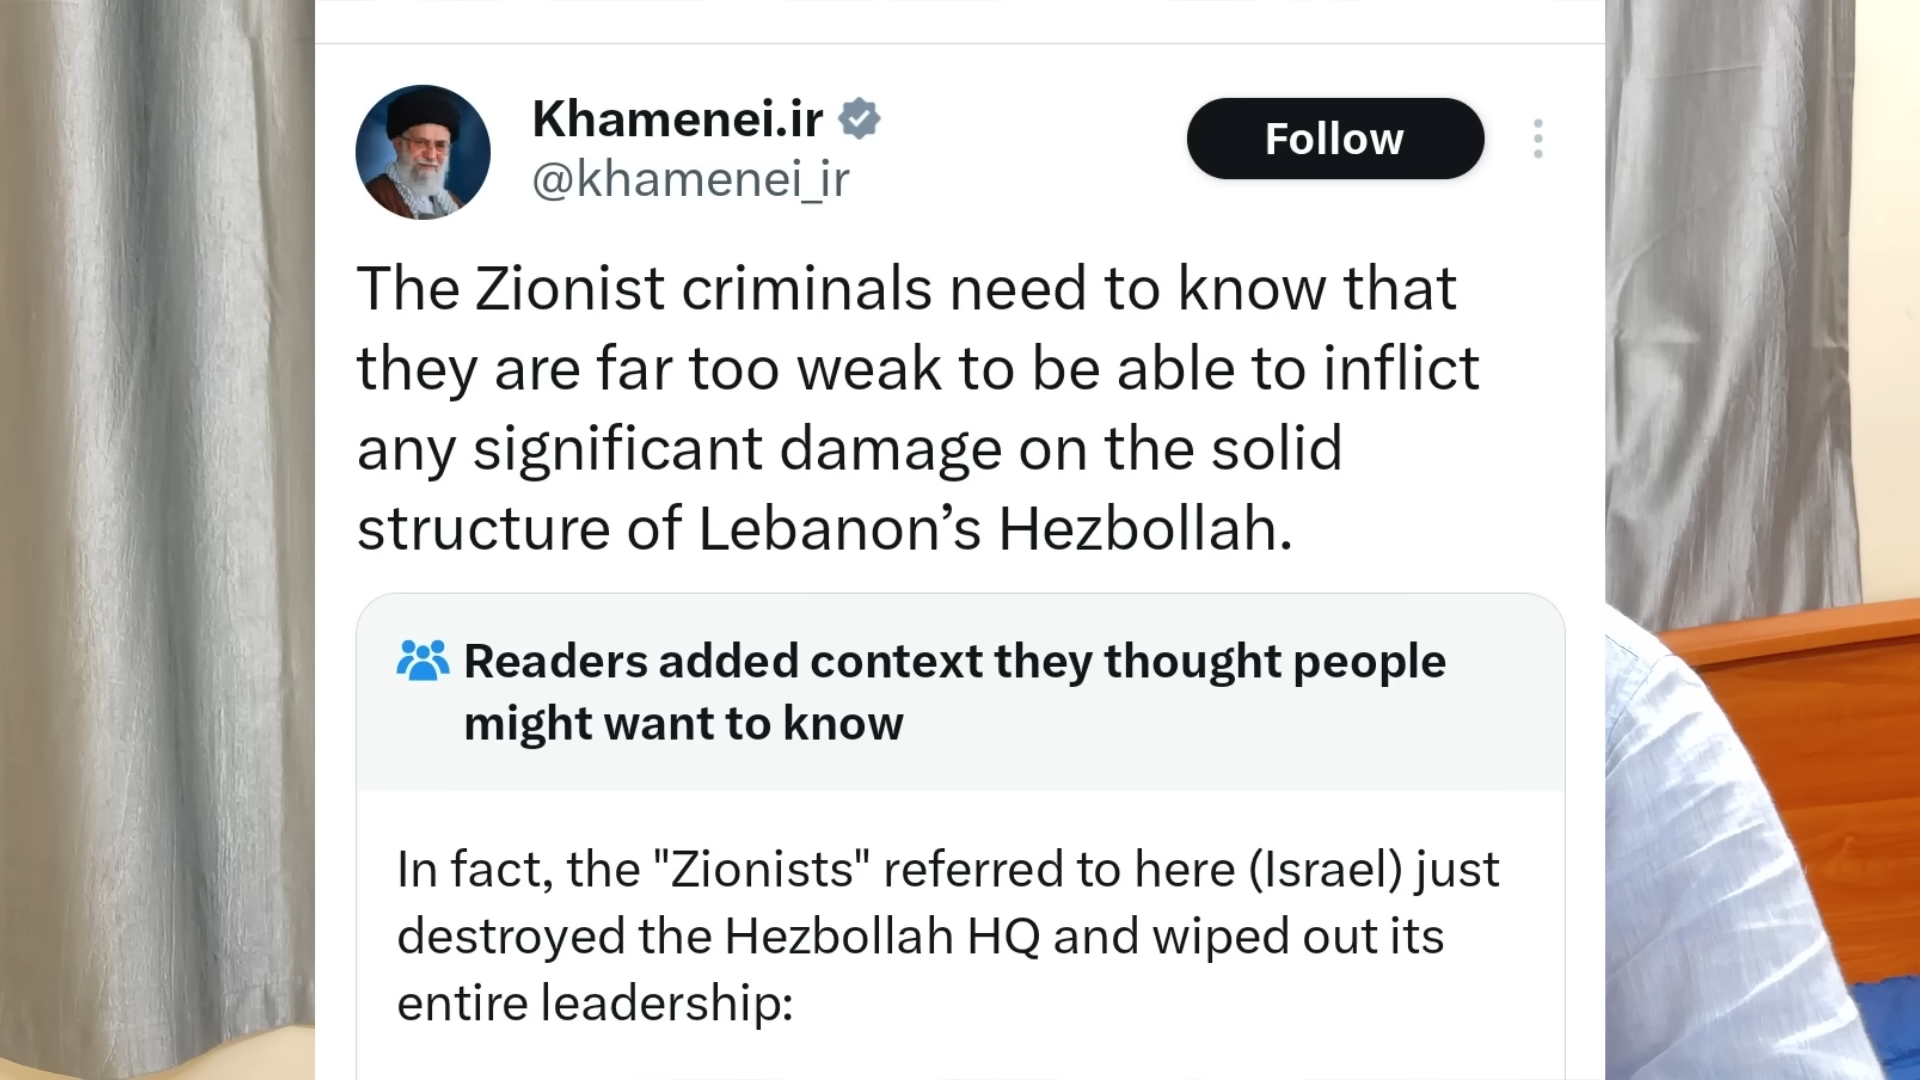 Khamenei.ir
@khamenei_ir
Follow
The Zionist criminals need to know that
they are far too weak to be able to inflict
any significant damage on the solid
structure of Lebanon’s Hezbollah.
Readers added context they thought people
might want to know
In fact, the "Zionists" referred to here (Israel) just
destroyed the Hezbollah HQ and wiped out its
entire leadership: